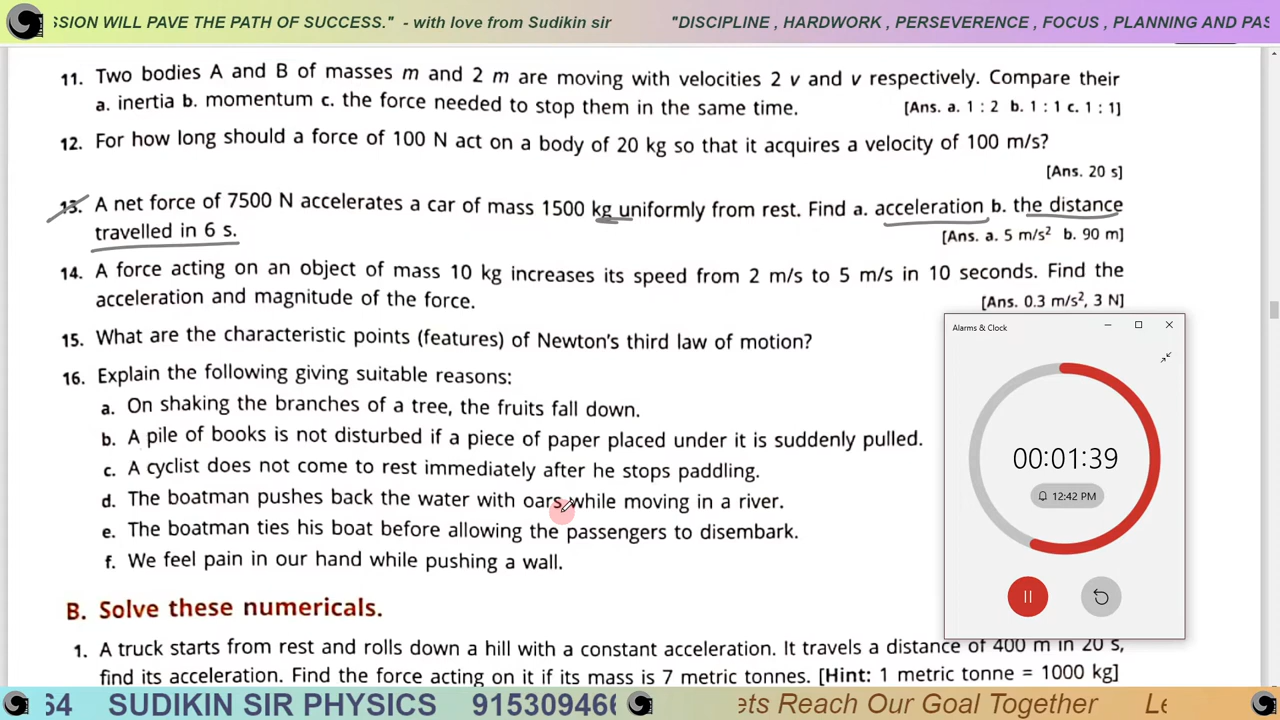 SSION WILL PAVE THE PATH OF SUCCESS." - with love from Sudikin sir "DISCIPLINE , HARDWORK , PERSEVERENCE , FOCUS , PLANNING AND PAS
11. Two bodies A and B of masses m and 2 m are moving with velocities 2 v and v respectively. Compare their
a. inertia b. momentum c. the force needed to stop them in the same time. [Ans. a. 1 : 2 b. 1 : 1 c. 1 : 1]
12. For how long should a force of 100 N act on a body of 20 kg so that it acquires a velocity of 100 m/s?
[Ans. 20 s]
13. A net force of 7500 N accelerates a car of mass 1500 kg uniformly from rest. Find a. acceleration b. the distance
travelled in 6 s. [Ans. a. 5 m/s² b. 90 m]
14. A force acting on an object of mass 10 kg increases its speed from 2 m/s to 5 m/s in 10 seconds. Find the
acceleration and magnitude of the force. [Ans. 0.3 m/s², 3 N]
15. What are the characteristic points (features) of Newton's third law of motion?
16. Explain the following giving suitable reasons:
a. On shaking the branches of a tree, the fruits fall down.
b. A pile of books is not disturbed if a piece of paper placed under it is suddenly pulled.
c. A cyclist does not come to rest immediately after he stops paddling.
d. The boatman pushes back the water with oars while moving in a river.
e. The boatman ties his boat before allowing the passengers to disembark.
f. We feel pain in our hand while pushing a wall.
Alarms & Clock
00:01:39
12:42 PM
B. Solve these numericals.
1. A truck starts from rest and rolls down a hill with a constant acceleration. It travels a distance of 400 m in 20 s,
find its acceleration. Find the force acting on it if its mass is 7 metric tonnes. [Hint: 1 metric tonne = 1000 kg]
64 SUDIKIN SIR PHYSICS 915309466 ets Reach Our Goal Together Le